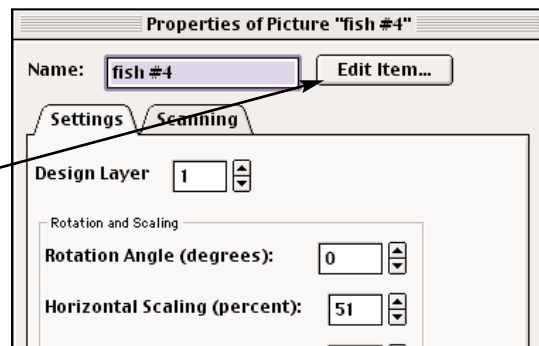 Properties of Picture "fish #4"
Name: fish #4 Edit Item...
Settings Scanning
Design Layer 1
Rotation and Scaling
Rotation Angle (degrees): 0
Horizontal Scaling (percent): 51